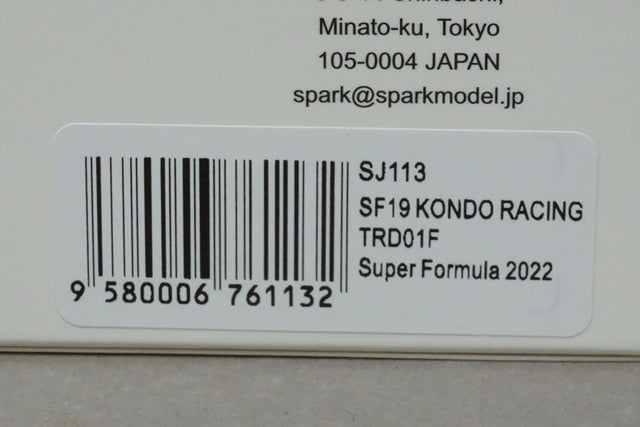 Minato-ku, Tokyo
105-0004 JAPAN
spark@sparkmodel.jp
SJ113
SF19 KONDO RACING
TRD01F
Super Formula 2022
9 580006 761132